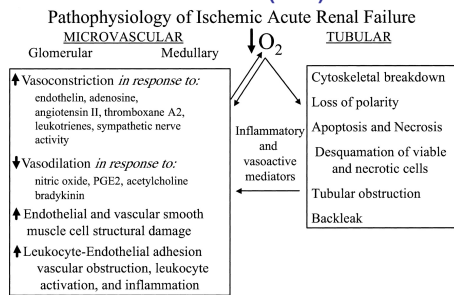 Pathophysiology of Ischemic Acute Renal Failure
MICROVASCULAR
Glomerular Medullary
O2
TUBULAR
Vasoconstriction in response to:
endothelin, adenosine,
angiotensin II, thromboxane A2,
leukotrienes, sympathetic nerve
activity
Vasodilation in response to:
nitric oxide, PGE2, acetylcholine
bradykinin
Endothelial and vascular smooth
muscle cell structural damage
Leukocyte-Endothelial adhesion
vascular obstruction, leukocyte
activation, and inflammation
Inflammatory
and
vasoactive
mediators
Cytoskeletal breakdown
Loss of polarity
Apoptosis and Necrosis
Desquamation of viable
and necrotic cells
Tubular obstruction
Backleak